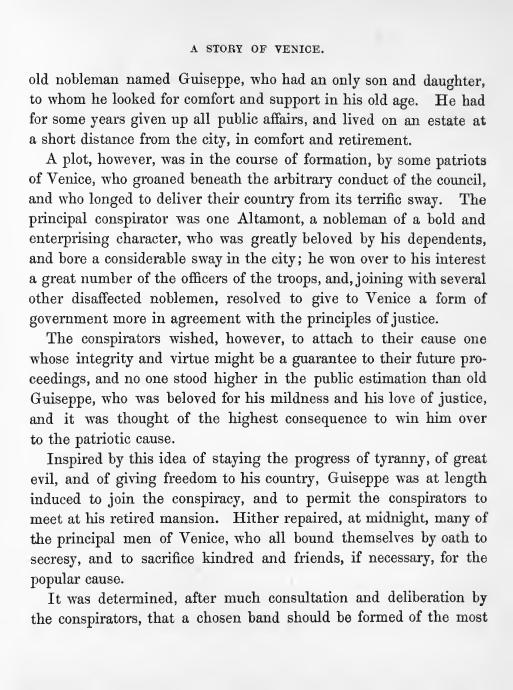 A STORY OF VENICE.
old nobleman named Guiseppe, who had an only son and daughter,
to whom he looked for comfort and support in his old age. He had
for some years given up all public affairs, and lived on an estate at
a short distance from the city, in comfort and retirement.
A plot, however, was in the course of formation, by some patriots
of Venice, who groaned beneath the arbitrary conduct of the council,
and who longed to deliver their country from its terrific sway. The
principal conspirator was one Altamont, a nobleman of a bold and
enterprising character, who was greatly beloved by his dependents,
and bore a considerable sway in the city; he won over to his interest
a great number of the officers of the troops, and, joining with several
other disaffected noblemen, resolved to give to Venice a form of
government more in agreement with the principles of justice.
The conspirators wished, however, to attach to their cause one
whose integrity and virtue might be a guarantee to their future pro-
ceedings, and no one stood higher in the public estimation than old
Guiseppe, who was beloved for his mildness and his love of justice,
and it was thought of the highest consequence to win him over
to the patriotic cause.
Inspired by this idea of staying the progress of tyranny, of great
evil, and of giving freedom to his country, Guiseppe was at length
induced to join the conspiracy, and to permit the conspirators to
meet at his retired mansion. Hither repaired, at midnight, many of
the principal men of Venice, who all bound themselves by oath to
secresy, and to sacrifice kindred and friends, if necessary, for the
popular cause.
It was determined, after much consultation and deliberation by
the conspirators, that a chosen band should be formed of the most